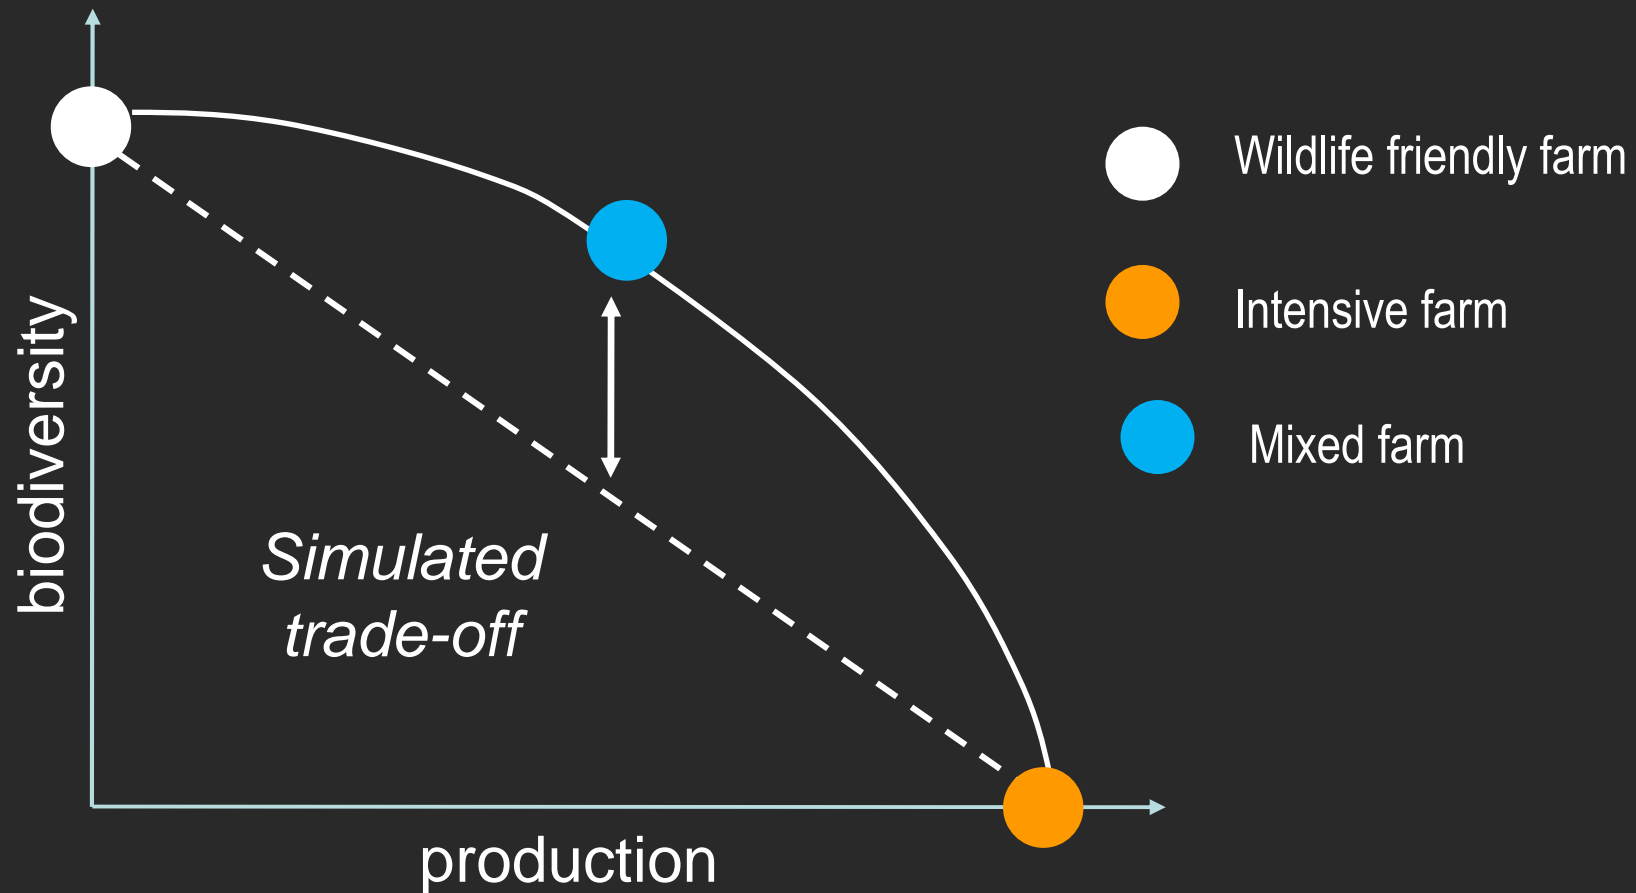 Wildlife friendly farm
Intensive farm
Mixed farm
biodiversity
Simulated
trade-off
production